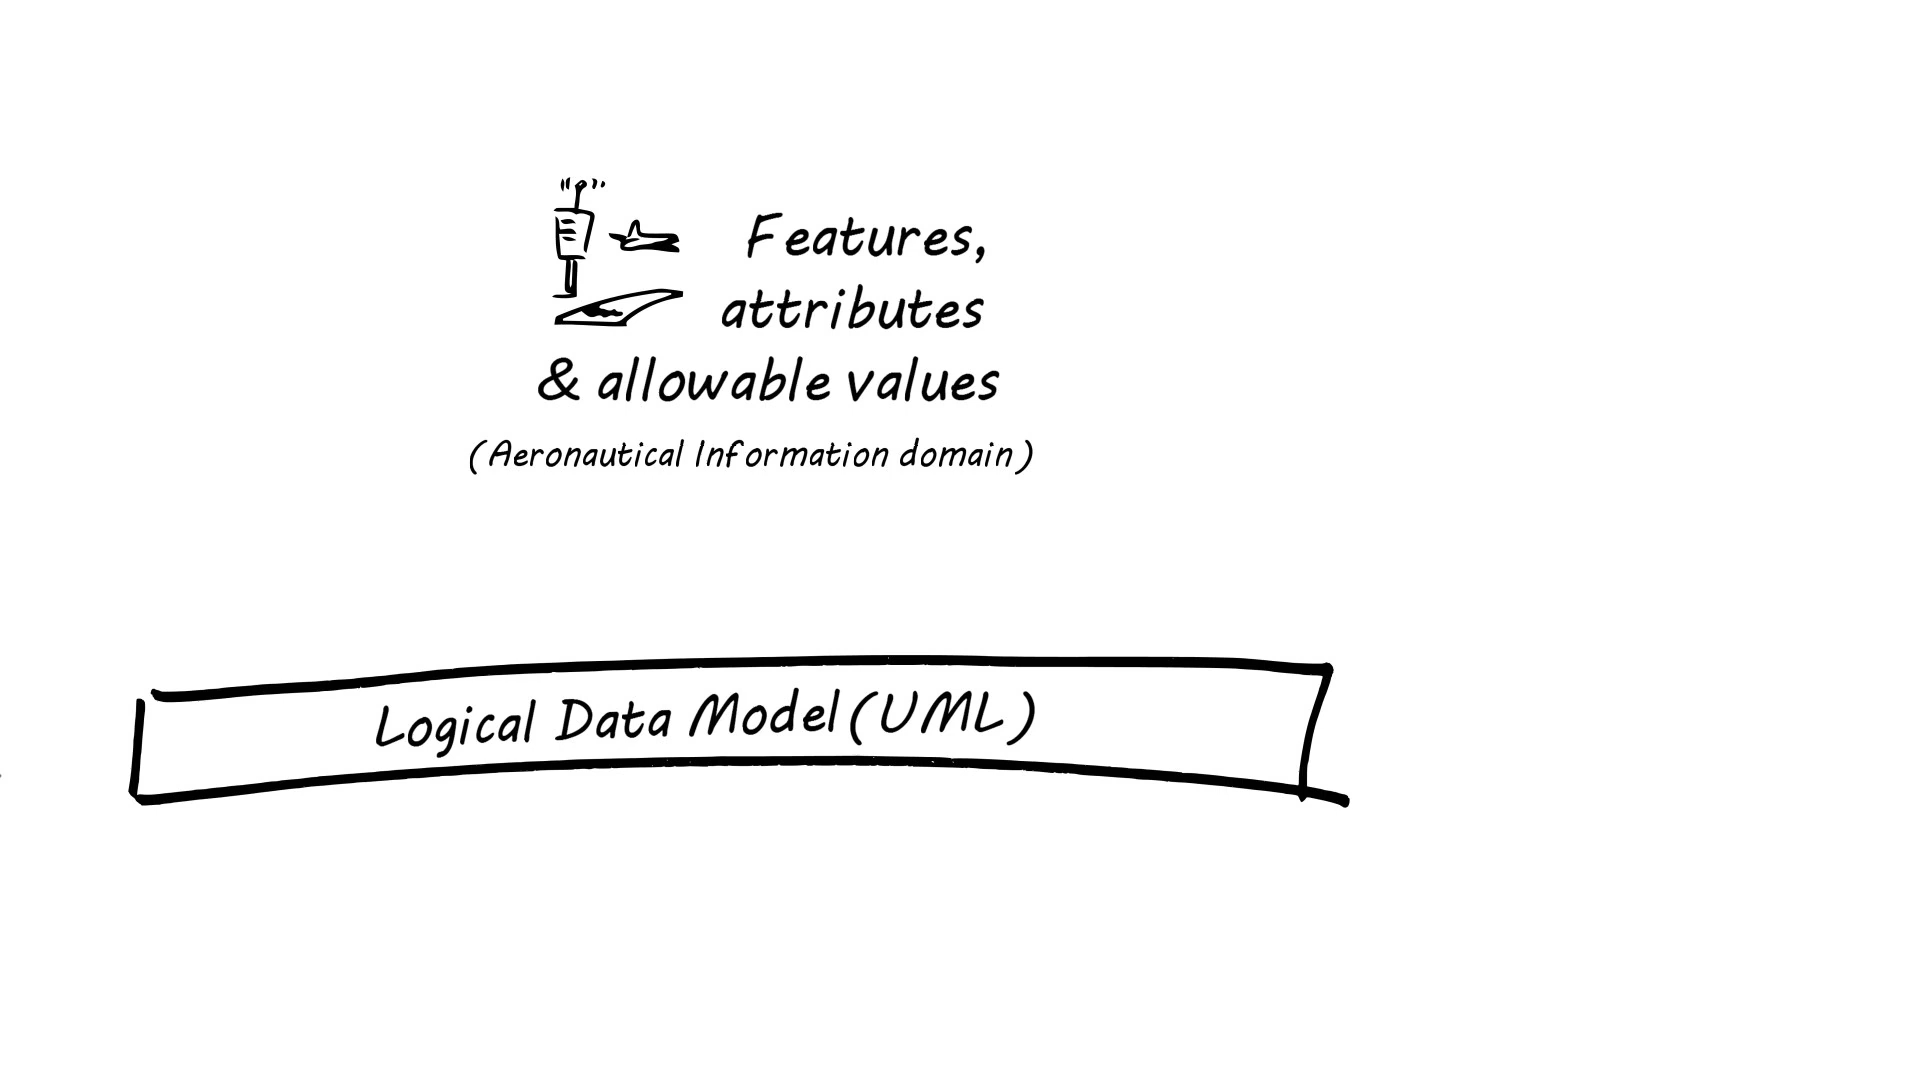 Features,
attributes
& allowable values
(Aeronautical Information domain)
Logical Data Model (UML)